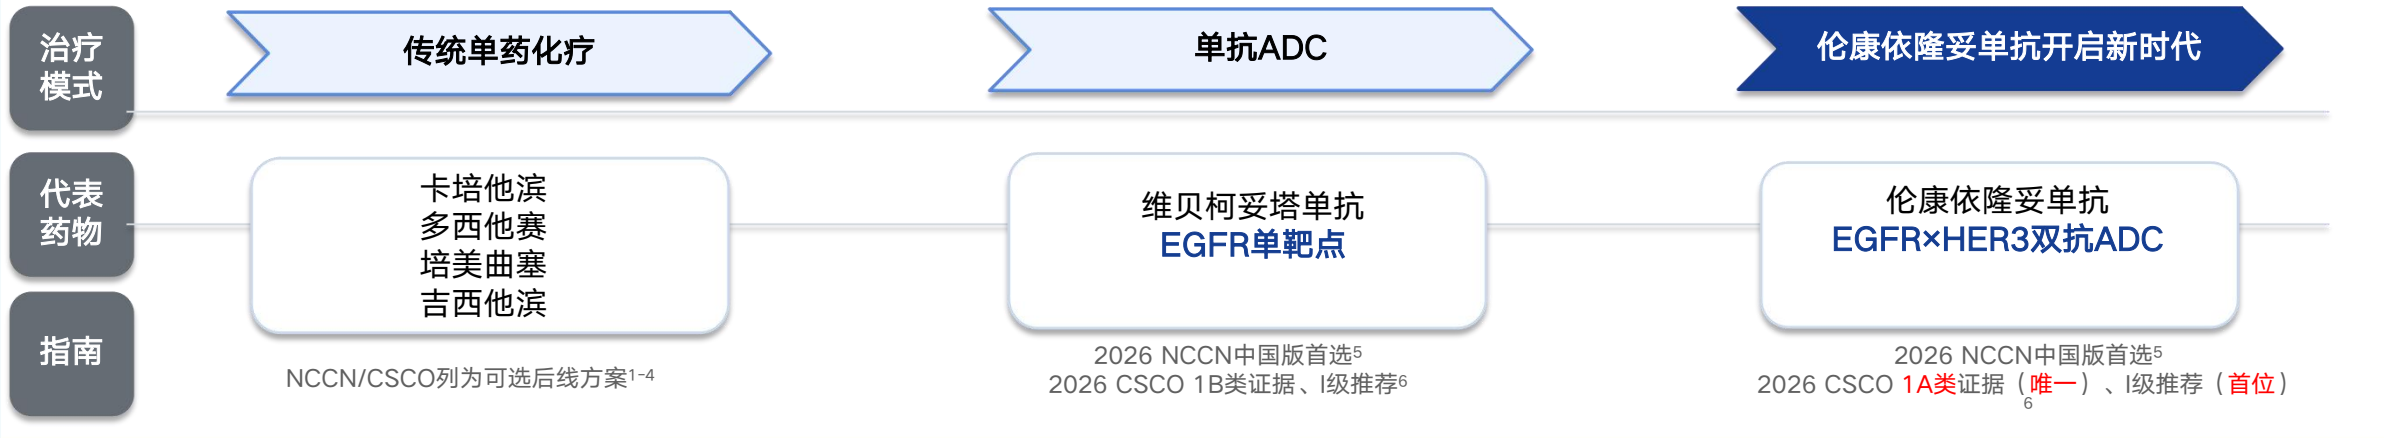 治疗
模式
传统单药化疗
单抗ADC
伦康依隆妥单抗开启新时代
代表
药物
卡培他滨
多西他赛
培美曲塞
吉西他滨
维贝柯妥塔单抗
EGFR单靶点
伦康依隆妥单抗
EGFR×HER3双抗ADC
指南
NCCN/CSCO列为可选后线方案1-4
2026 NCCN中国版首选5
2026 CSCO 1B类证据、I级推荐6
2026 NCCN中国版首选5
2026 CSCO 1A类证据（唯一）、I级推荐（首位）
6